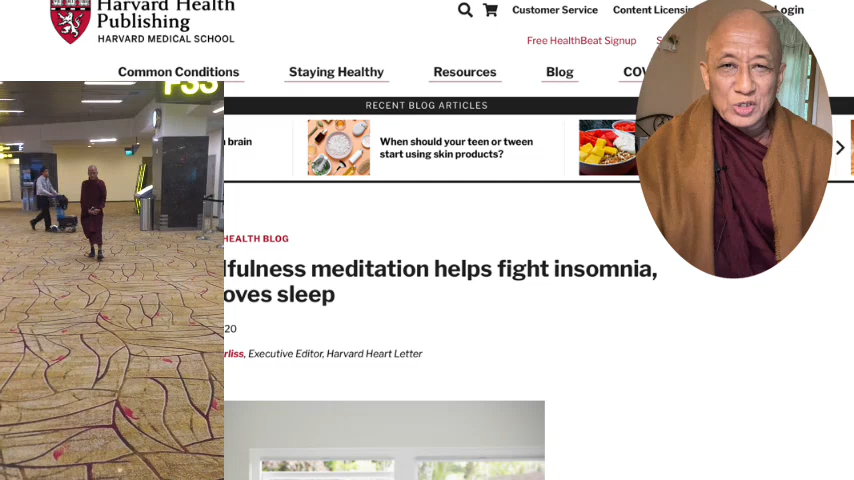 Harvard Health
Publishing
HARVARD MEDICAL SCHOOL
Customer Service
Content Licensing
Login
Free HealthBeat Signup
Common Conditions
Staying Healthy
Resources
Blog
RECENT BLOG ARTICLES
brain
When should your teen or tween
start using skin products?
HEALTH BLOG
lfulness meditation helps fight insomnia,
oves sleep
20
rliss, Executive Editor, Harvard Heart Letter